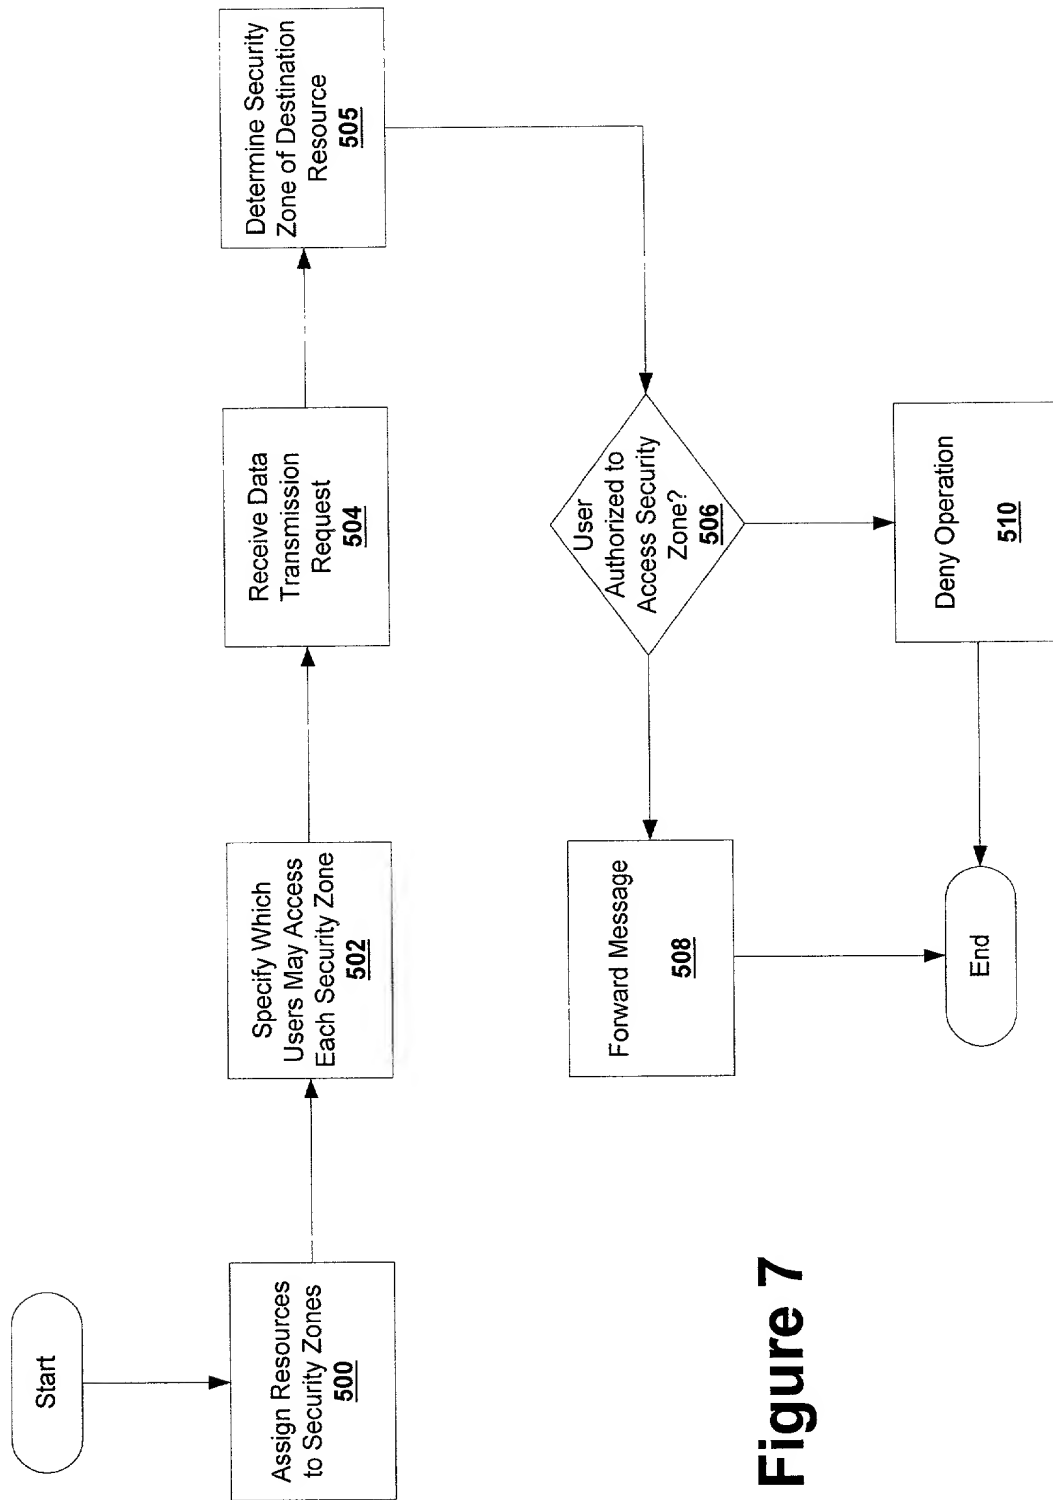 Start
Assign Resources
to Security Zones
500
Specify Which
Users May Access
Each Security Zone
502
Receive Data
Transmission
Request
504
Determine Security
Zone of Destination
Resource
505
User
Authorized to
Access Security
Zone?
506
Forward Message
508
Deny Operation
510
End
Figure 7